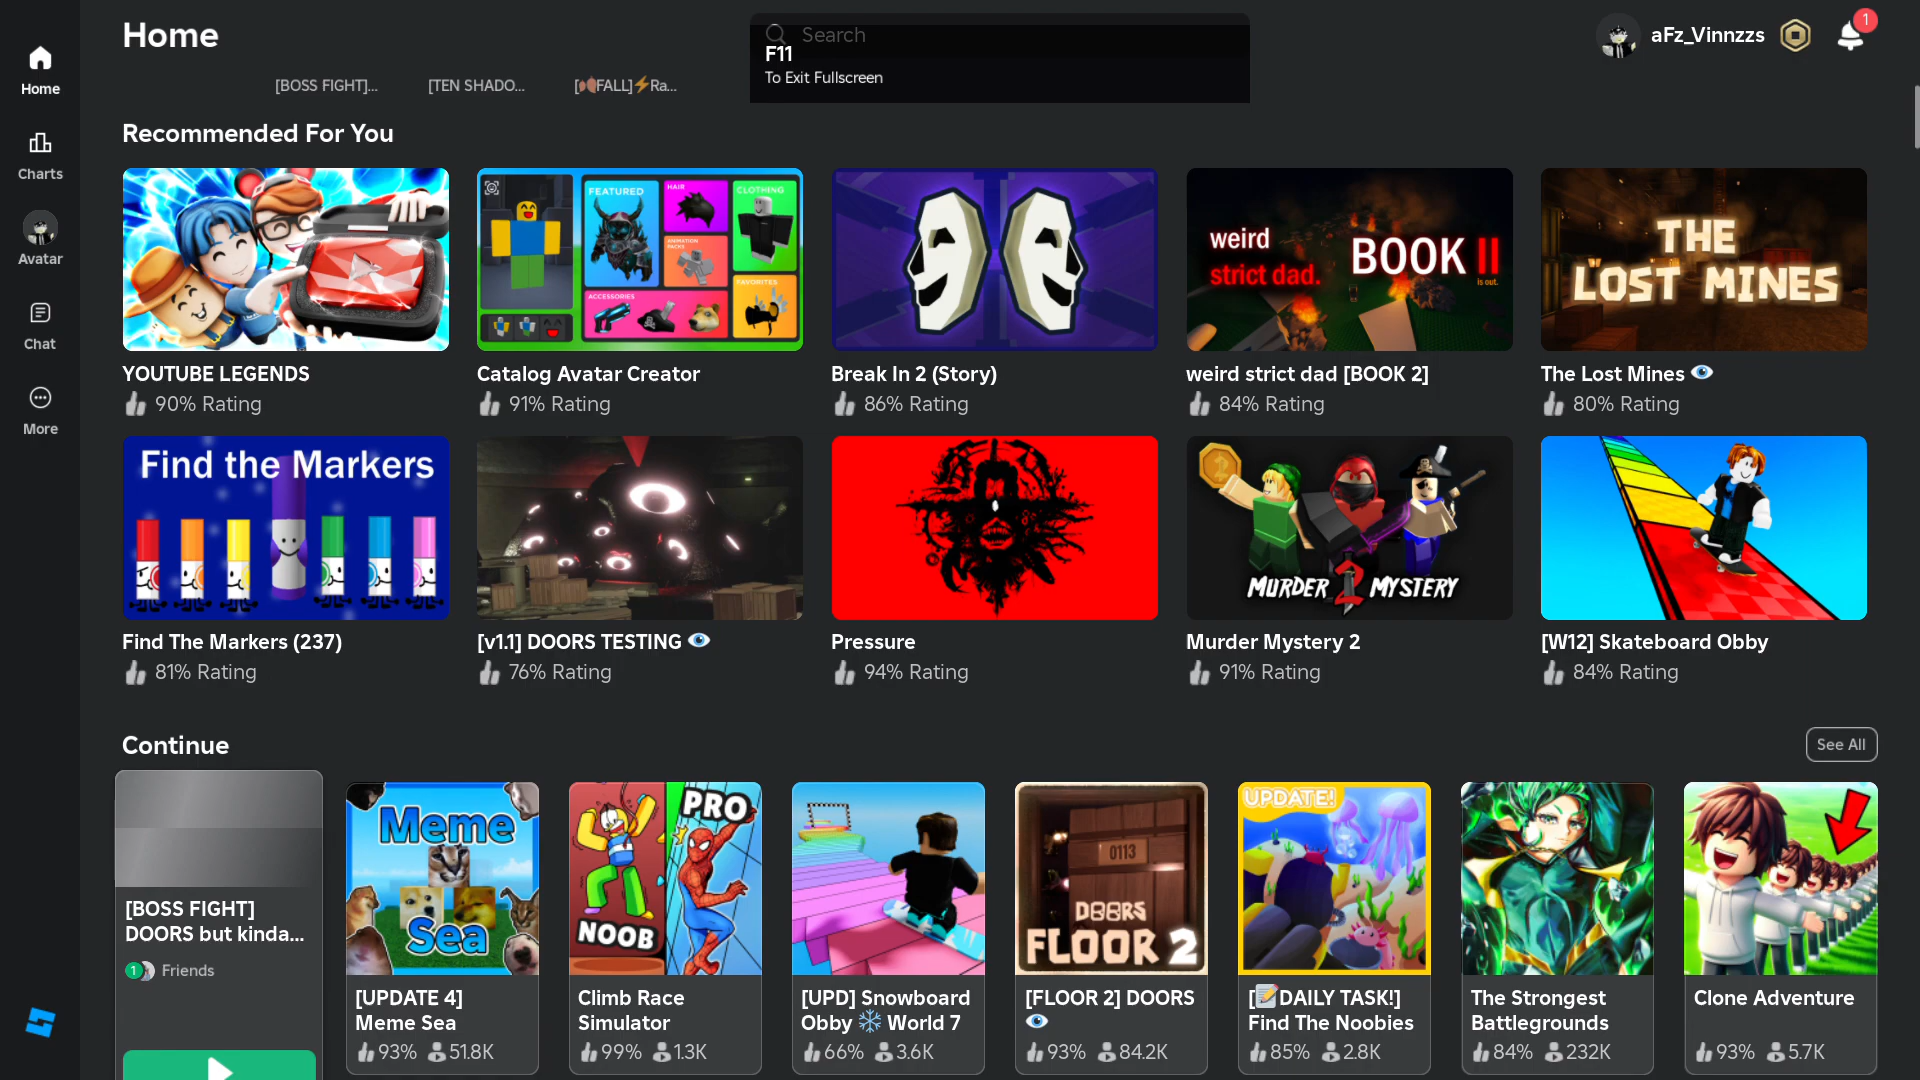 Home
Search
F11
To Exit Fullscreen
aFz_Vinnzzs
1
Home
Charts
Avatar
Chat
More
[BOSS FIGHT]...
[TEN SHADO...
[🍂FALL]⚡Ra...
Recommended For You
FEATURED
HAIR
CLOTHING
ANIMATION
PACKS
ACCESSORIES
FAVORITES
weird
strict dad.
BOOK II
is out.
THE
LOST MINES
YOUTUBE LEGENDS
90% Rating
Catalog Avatar Creator
91% Rating
Break In 2 (Story)
86% Rating
weird strict dad [BOOK 2]
84% Rating
The Lost Mines 👁
80% Rating
Find the Markers
2
MURDER 2 MYSTERY
Find The Markers (237)
81% Rating
[v1.1] DOORS TESTING 👁
76% Rating
Pressure
94% Rating
Murder Mystery 2
91% Rating
[W12] Skateboard Obby
84% Rating
Continue
See All
[BOSS FIGHT]
DOORS but kinda...
1 Friends
Meme
Sea
[UPDATE 4]
Meme Sea
93% 51.8K
PRO
NOOB
Climb Race
Simulator
99% 1.3K
[UPD] Snowboard
Obby ❄ World 7
66% 3.6K
0113
DOORS
FLOOR 2
[FLOOR 2] DOORS
👁
93% 84.2K
UPDATE!
[📝DAILY TASK!]
Find The Noobies
85% 2.8K
The Strongest
Battlegrounds
84% 232K
Clone Adventure
93% 5.7K